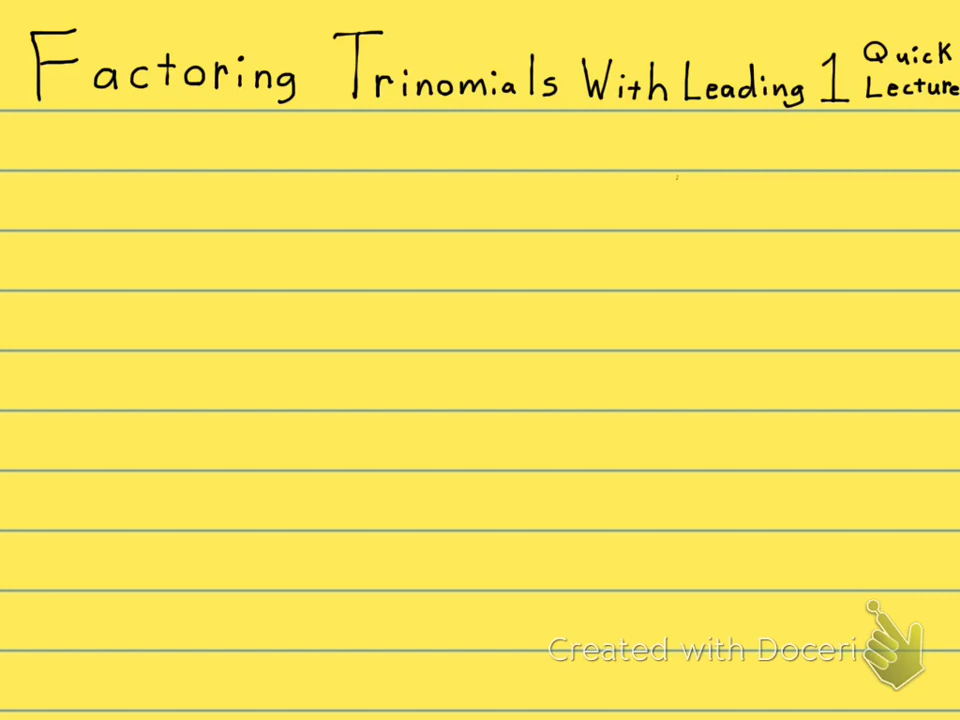 Factoring Trinomials With Leading 1 Quick Lecture
Created with Doceri